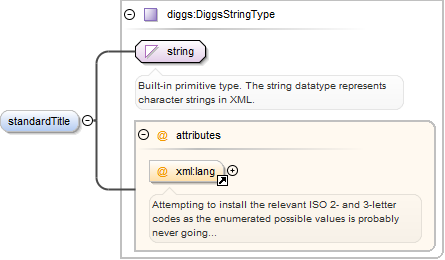 diggs:DiggsStringType
string
Built-in primitive type. The string datatype represents
character strings in XML.
standardTitle
@ attributes
@ xml:lang
Attempting to install the relevant ISO 2- and 3-letter
codes as the enumerated possible values is probably
never going...